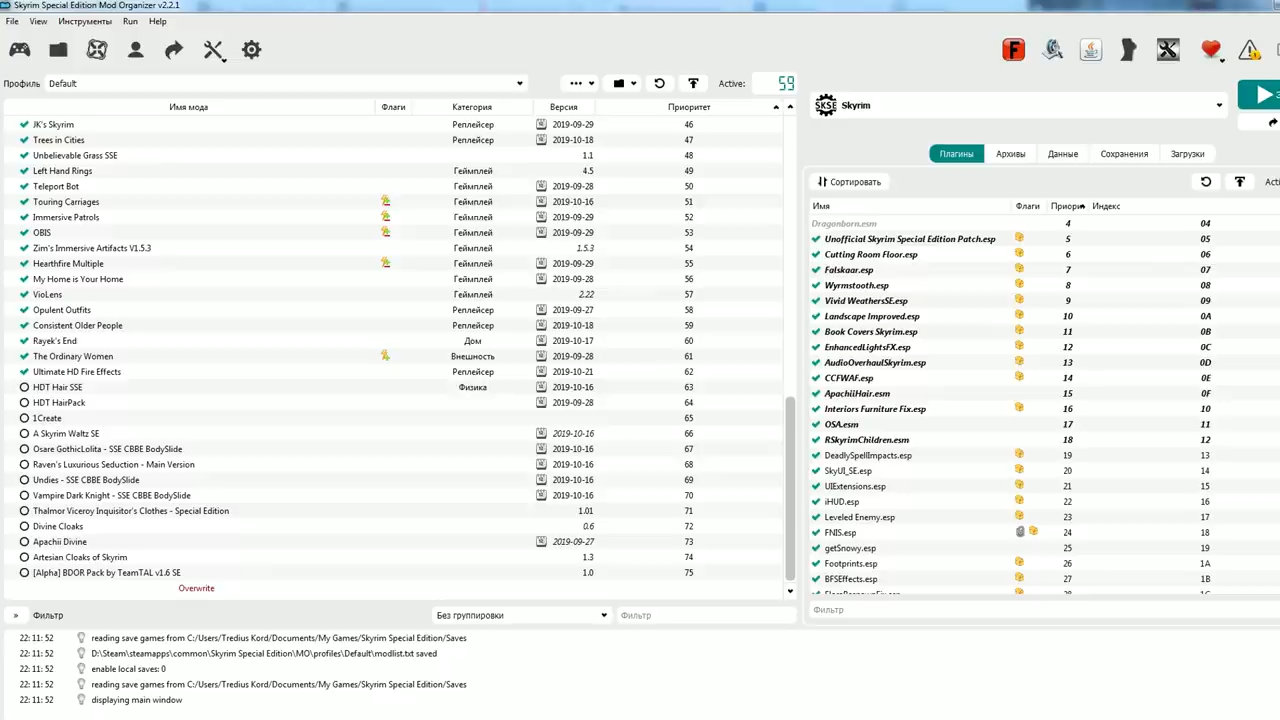 Skyrim Special Edition Mod Organizer v2.2.1
File View Инструменты Run Help
Профиль Default Active: 59
Имя мода Флаги Категория Версия Приоритет
JK's Skyrim Реплейсер 2019-09-29 46
Trees in Cities Реплейсер 2019-10-18 47
Unbelievable Grass SSE 1.1 48
Left Hand Rings Геймплей 4.5 49
Teleport Bot Геймплей 2019-09-28 50
Touring Carriages Геймплей 2019-10-16 51
Immersive Patrols Геймплей 2019-09-29 52
OBIS Геймплей 2019-09-29 53
Zim's Immersive Artifacts V1.5.3 Геймплей 1.5.3 54
Hearthfire Multiple Геймплей 2019-09-29 55
My Home is Your Home Геймплей 2019-09-28 56
VioLens Геймплей 2.22 57
Opulent Outfits Реплейсер 2019-09-27 58
Consistent Older People Реплейсер 2019-10-18 59
Rayek's End Дом 2019-10-17 60
The Ordinary Women Внешность 2019-09-28 61
Ultimate HD Fire Effects Реплейсер 2019-10-21 62
HDT Hair SSE Физика 2019-10-16 63
HDT HairPack 2019-09-28 64
1Create 65
A Skyrim Waltz SE 2019-10-16 66
Osare GothicLolita - SSE CBBE BodySlide 2019-10-16 67
Raven's Luxurious Seduction - Main Version 2019-10-16 68
Undies - SSE CBBE BodySlide 2019-10-16 69
Vampire Dark Knight - SSE CBBE BodySlide 2019-10-16 70
Thalmor Viceroy Inquisitor's Clothes - Special Edition 1.01 71
Divine Cloaks 0.6 72
Apachii Divine 2019-09-27 73
Artesian Cloaks of Skyrim 1.3 74
[Alpha] BDOR Pack by TeamTAL v1.6 SE 1.0 75
Overwrite
» Фильтр Без группировки Фильтр
SKSE Skyrim
Плагины Архивы Данные Сохранения Загрузки
Сортировать Acti
Имя Флаги Приори Индекс
Dragonborn.esm 4 04
Unofficial Skyrim Special Edition Patch.esp 5 05
Cutting Room Floor.esp 6 06
Falskaar.esp 7 07
Wyrmstooth.esp 8 08
Vivid WeathersSE.esp 9 09
Landscape Improved.esp 10 0A
Book Covers Skyrim.esp 11 0B
EnhancedLightsFX.esp 12 0C
AudioOverhaulSkyrim.esp 13 0D
CCFWAF.esp 14 0E
ApachiiHair.esm 15 0F
Interiors Furniture Fix.esp 16 10
OSA.esm 17 11
RSkyrimChildren.esm 18 12
DeadlySpellImpacts.esp 19 13
SkyUI_SE.esp 20 14
UIExtensions.esp 21 15
iHUD.esp 22 16
Leveled Enemy.esp 23 17
FNIS.esp 24 18
getSnowy.esp 25 19
Footprints.esp 26 1A
BFSEffects.esp 27 1B
Фильтр
22:11:52 reading save games from C:/Users/Tredius Kord/Documents/My Games/Skyrim Special Edition/Saves
22:11:52 D:\Steam\steamapps\common\Skyrim Special Edition\MO\profiles\Default\modlist.txt saved
22:11:52 enable local saves: 0
22:11:52 reading save games from C:/Users/Tredius Kord/Documents/My Games/Skyrim Special Edition/Saves
22:11:52 displaying main window